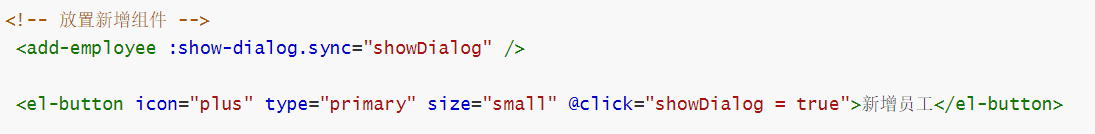 <!-- 放置新增组件 -->
<add-employee :show-dialog.sync="showDialog" />
<el-button icon="plus" type="primary" size="small" @click="showDialog = true">新增员工</el-button>